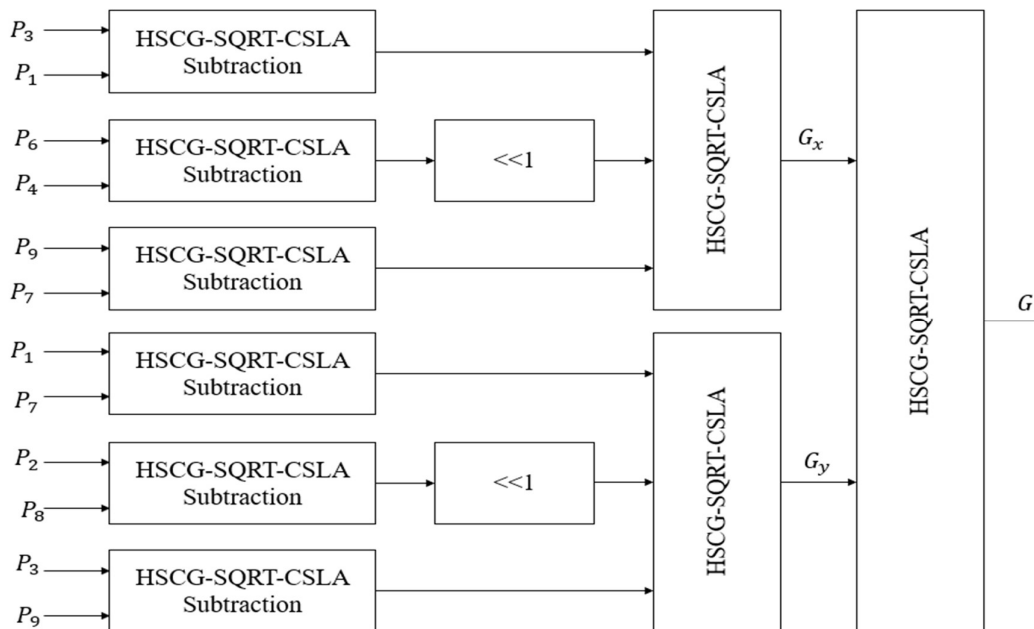 P₃
P₁
HSCG-SQRT-CSLA
Subtraction
P₆
P₄
HSCG-SQRT-CSLA
Subtraction
<<1
P₉
P₇
HSCG-SQRT-CSLA
Subtraction
HSCG-SQRT-CSLA
Gₓ
P₁
P₇
HSCG-SQRT-CSLA
Subtraction
P₂
P₈
HSCG-SQRT-CSLA
Subtraction
<<1
P₃
P₉
HSCG-SQRT-CSLA
Subtraction
HSCG-SQRT-CSLA
Gᵧ
HSCG-SQRT-CSLA
G